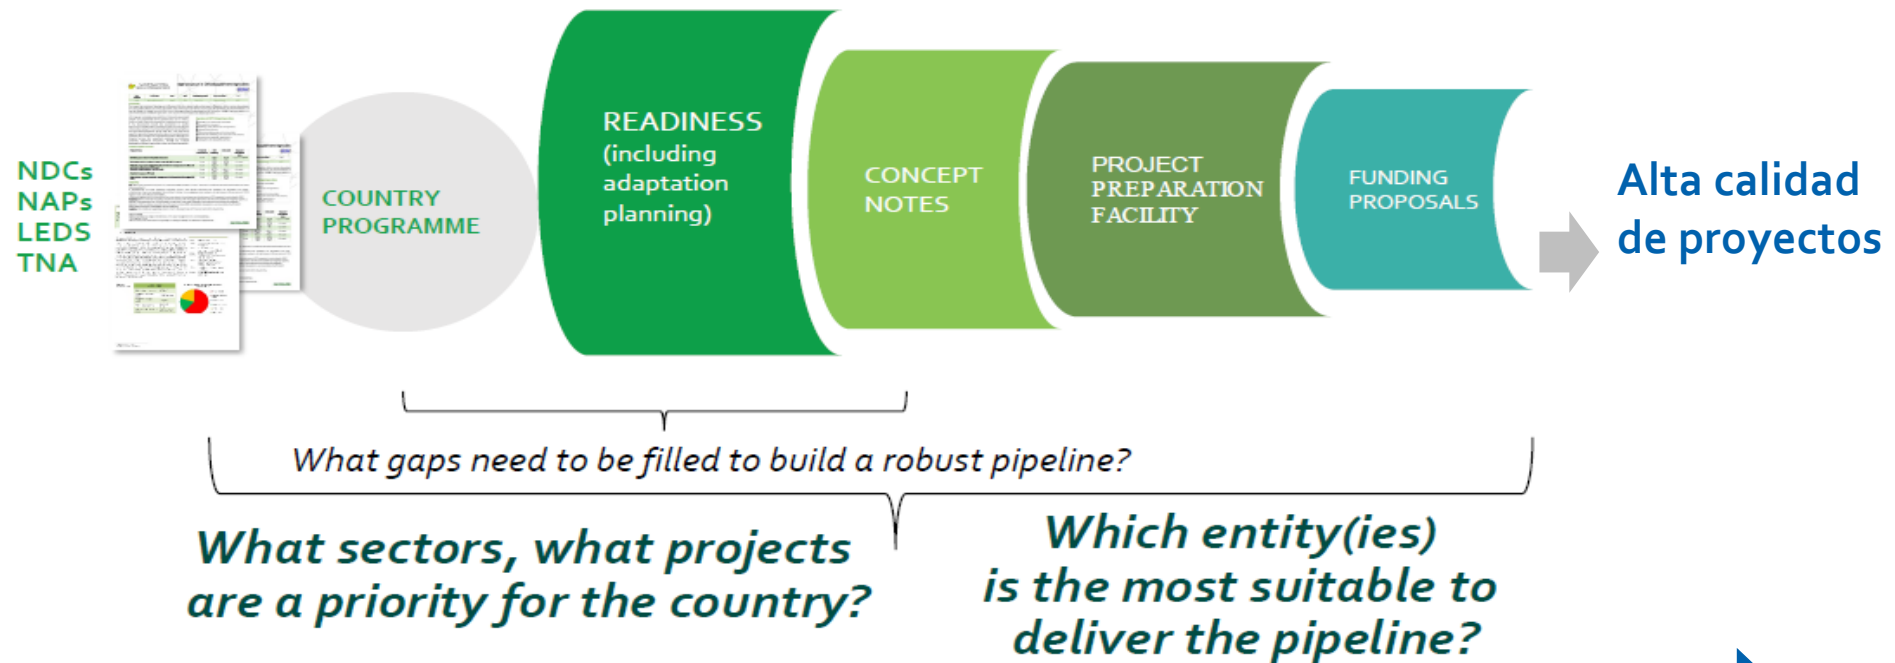 NDCs
NAPs
LEDS
TNA
COUNTRY
PROGRAMME
READINESS
(including
adaptation
planning)
CONCEPT
NOTES
PROJECT
PREPARATION
FACILITY
FUNDING
PROPOSALS
Alta calidad
de proyectos
What gaps need to be filled to build a robust pipeline?
What sectors, what projects
are a priority for the country?
Which entity(ies)
is the most suitable to
deliver the pipeline?